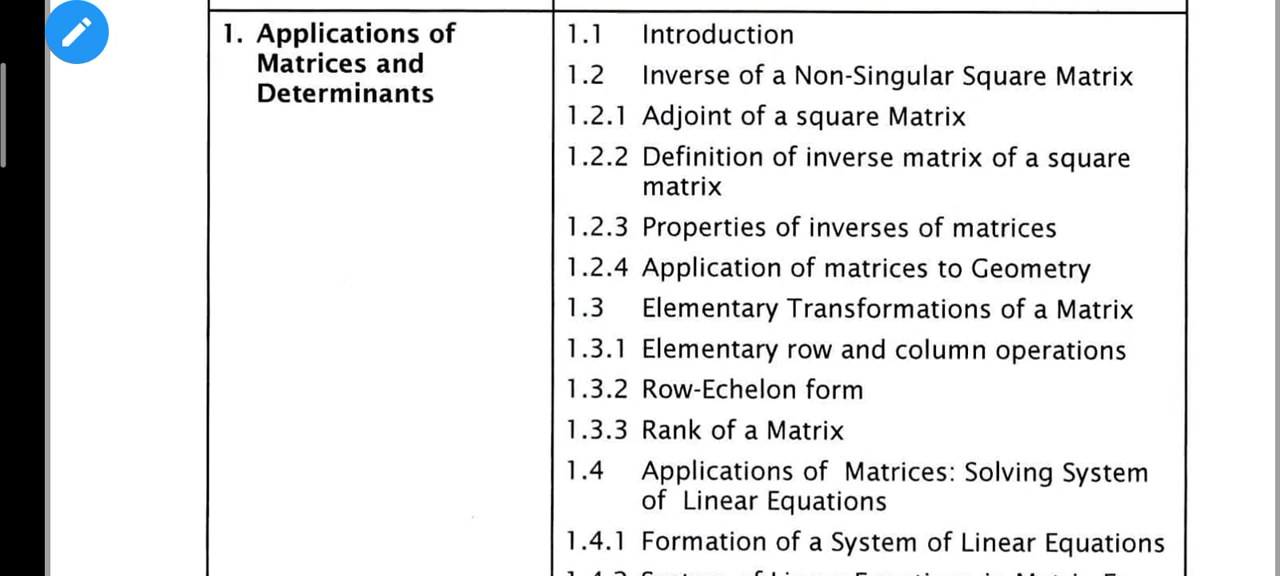 1. Applications of
Matrices and
Determinants
1.1 Introduction
1.2 Inverse of a Non-Singular Square Matrix
1.2.1 Adjoint of a square Matrix
1.2.2 Definition of inverse matrix of a square
matrix
1.2.3 Properties of inverses of matrices
1.2.4 Application of matrices to Geometry
1.3 Elementary Transformations of a Matrix
1.3.1 Elementary row and column operations
1.3.2 Row-Echelon form
1.3.3 Rank of a Matrix
1.4 Applications of Matrices: Solving System
of Linear Equations
1.4.1 Formation of a System of Linear Equations